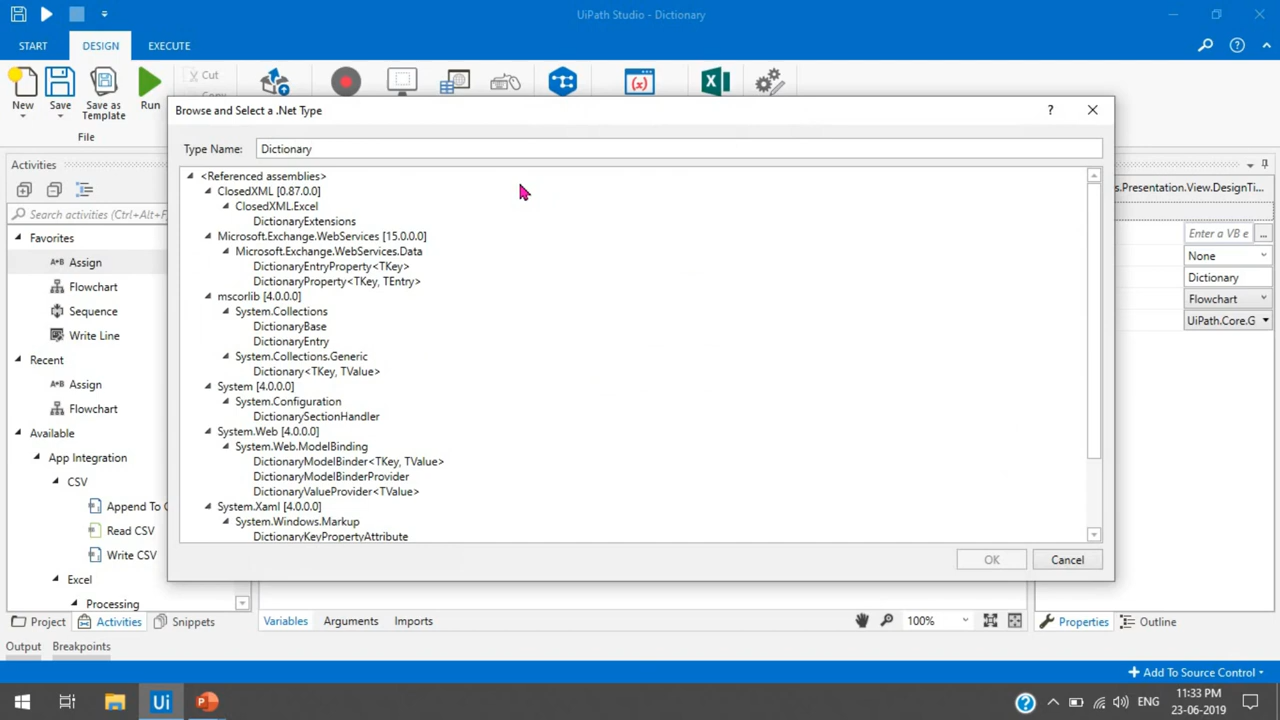 UiPath Studio - Dictionary
START DESIGN EXECUTE
Cut
New Save Save as Template Run
File
Browse and Select a .Net Type
Type Name: Dictionary
<Referenced assemblies>
ClosedXML [0.87.0.0]
ClosedXML.Excel
DictionaryExtensions
Microsoft.Exchange.WebServices [15.0.0.0]
Microsoft.Exchange.WebServices.Data
DictionaryEntryProperty<TKey>
DictionaryProperty<TKey, TEntry>
mscorlib [4.0.0.0]
System.Collections
DictionaryBase
DictionaryEntry
System.Collections.Generic
Dictionary<TKey, TValue>
System [4.0.0.0]
System.Configuration
DictionarySectionHandler
System.Web [4.0.0.0]
System.Web.ModelBinding
DictionaryModelBinder<TKey, TValue>
DictionaryModelBinderProvider
DictionaryValueProvider<TValue>
System.Xaml [4.0.0.0]
System.Windows.Markup
DictionaryKeyPropertyAttribute
OK Cancel
Activities
Search activities (Ctrl+Alt+F
Favorites
Assign
Flowchart
Sequence
Write Line
Recent
Assign
Flowchart
Available
App Integration
CSV
Append To C
Read CSV
Write CSV
Excel
Processing
s.Presentation.View.DesignTi...
Enter a VB e ...
None
Dictionary
Flowchart
UiPath.Core.G
Project Activities Snippets
Variables Arguments Imports
100%
Properties Outline
Output Breakpoints
Add To Source Control
Ui P ENG
11:33 PM
23-06-2019